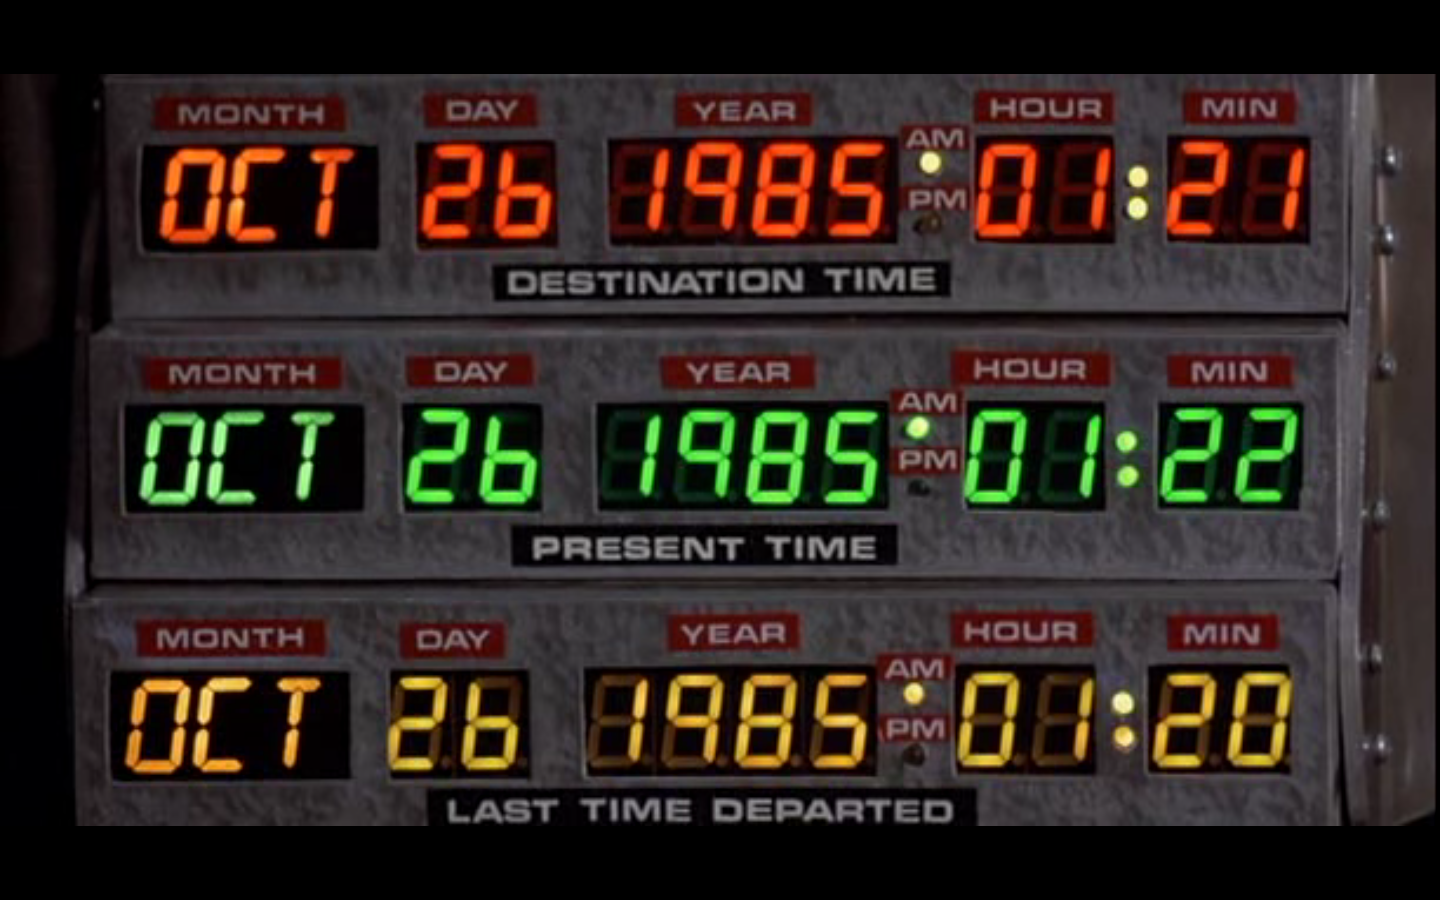 MONTH DAY YEAR HOUR MIN
AM
OCT 26 1985 01:21
PM
DESTINATION TIME
MONTH DAY YEAR HOUR MIN
AM
OCT 26 1985 01:22
PM
PRESENT TIME
MONTH DAY YEAR HOUR MIN
AM
OCT 26 1985 01:20
PM
LAST TIME DEPARTED